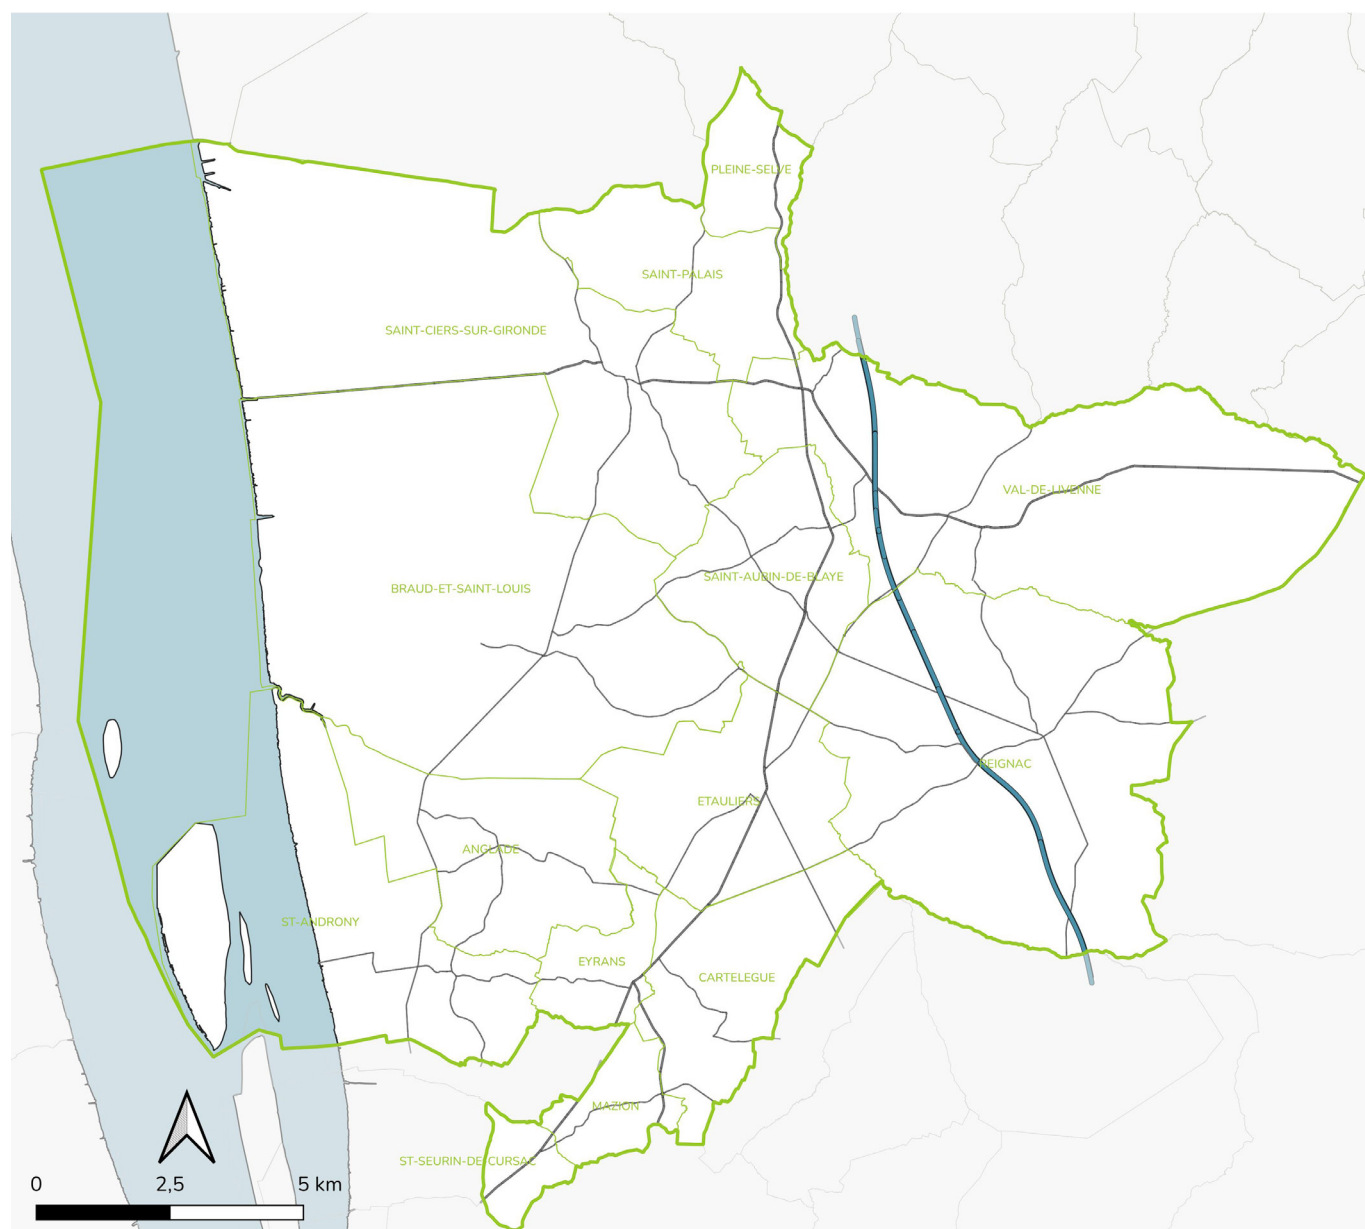 PLEINE-SELVE
SAINT-PALAIS
SAINT-CIERS-SUR-GIRONDE
VAL-DE-LIVENNE
SAINT-AUBIN-DE-BLAYE
BRAUD-ET-SAINT-LOUIS
REIGNAC
ETAULIERS
ANGLADE
ST-ANDRONY
EYRANS
CARTELEGUE
MAZION
ST-SEURIN-DE-CURSAC
0 2,5 5 km